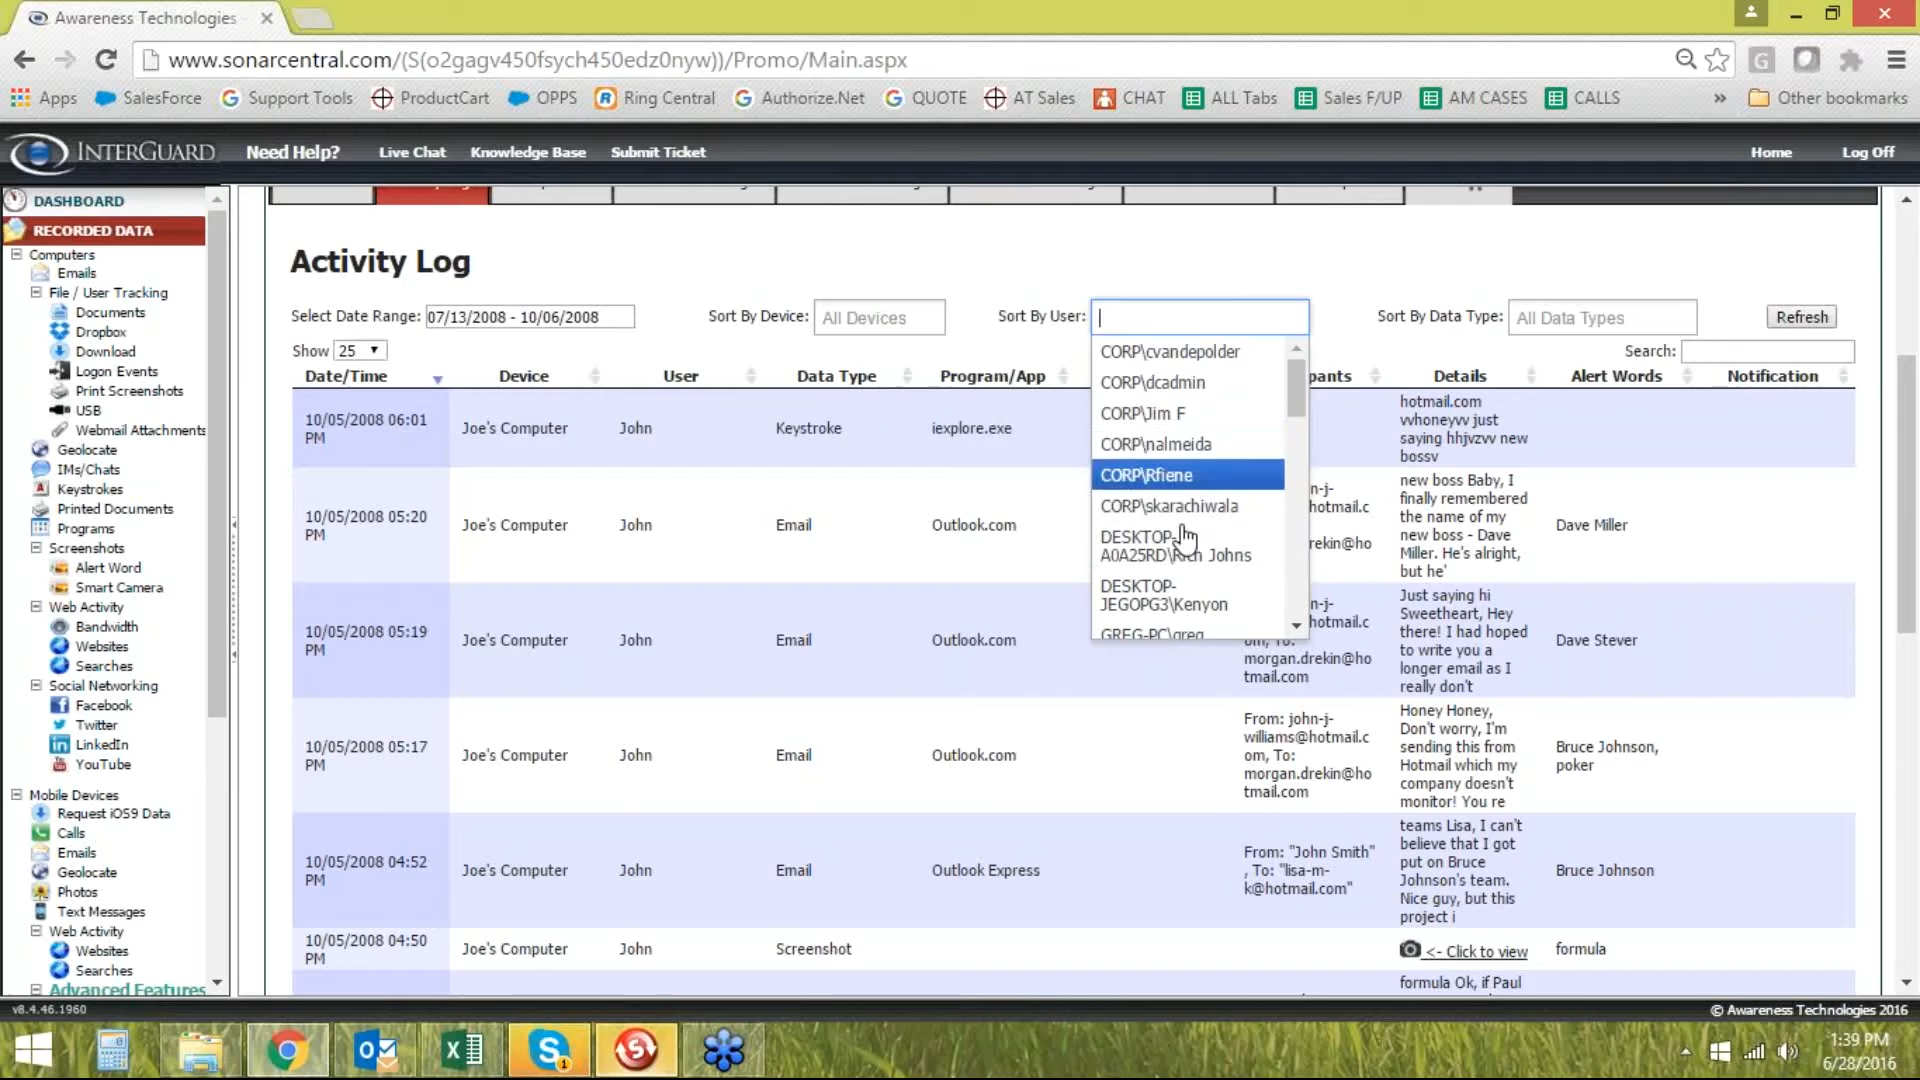 Awareness Technologies
www.sonarcentral.com/(S(o2gagv450fsych450edz0nyw))/Promo/Main.aspx
Apps SalesForce Support Tools ProductCart OPPS Ring Central Authorize.Net QUOTE AT Sales CHAT ALL Tabs Sales F/UP AM CASES CALLS » Other bookmarks
INTERGUARD Need Help? Live Chat Knowledge Base Submit Ticket Home Log Off
DASHBOARD
RECORDED DATA
Computers
Emails
File / User Tracking
Documents
Dropbox
Download
Logon Events
Print Screenshots
USB
Webmail Attachments
Geolocate
IMs/Chats
Keystrokes
Printed Documents
Programs
Screenshots
Alert Word
Smart Camera
Web Activity
Bandwidth
Websites
Searches
Social Networking
Facebook
Twitter
LinkedIn
YouTube
Mobile Devices
Request iOS9 Data
Calls
Emails
Geolocate
Photos
Text Messages
Web Activity
Websites
Searches
Advanced Features
Activity Log
Select Date Range: 07/13/2008 - 10/06/2008 Sort By Device: All Devices Sort By User: Sort By Data Type: All Data Types Refresh
Show 25 Search:
CORP\cvandepolder
CORP\dcadmin
CORP\Jim F
CORP\nalmeida
CORP\Rfiene
CORP\skarachiwala
DESKTOP-
A0A25RD\Rich Johns
DESKTOP-
JEGOPG3\Kenyon
GREG-PC\greg
Date/Time Device User Data Type Program/App pants Details Alert Words Notification
10/05/2008 06:01
PM
Joe's Computer John Keystroke iexplore.exe
hotmail.com
vvhoneyvv just
saying hhjvzvv new
bossv
10/05/2008 05:20
PM
Joe's Computer John Email Outlook.com
n-j-
hotmail.c
rekin@ho
new boss Baby, I
finally remembered
the name of my
new boss - Dave
Miller. He's alright,
but he'
Dave Miller
10/05/2008 05:19
PM
Joe's Computer John Email Outlook.com
n-j-
hotmail.c
om, To:
morgan.drekin@ho
tmail.com
Just saying hi
Sweetheart, Hey
there! I had hoped
to write you a
longer email as I
really don't
Dave Stever
10/05/2008 05:17
PM
Joe's Computer John Email Outlook.com
From: john-j-
williams@hotmail.c
om, To:
morgan.drekin@ho
tmail.com
Honey Honey,
Don't worry, I'm
sending this from
Hotmail which my
company doesn't
monitor! You re
Bruce Johnson,
poker
10/05/2008 04:52
PM
Joe's Computer John Email Outlook Express
From: "John Smith"
, To: "lisa-m-
k@hotmail.com"
teams Lisa, I can't
believe that I got
put on Bruce
Johnson's team.
Nice guy, but this
project i
Bruce Johnson
10/05/2008 04:50
PM
Joe's Computer John Screenshot
<- Click to view
formula
formula Ok, if Paul
v8.4.46.1960
© Awareness Technologies 2016
1:39 PM
6/28/2016